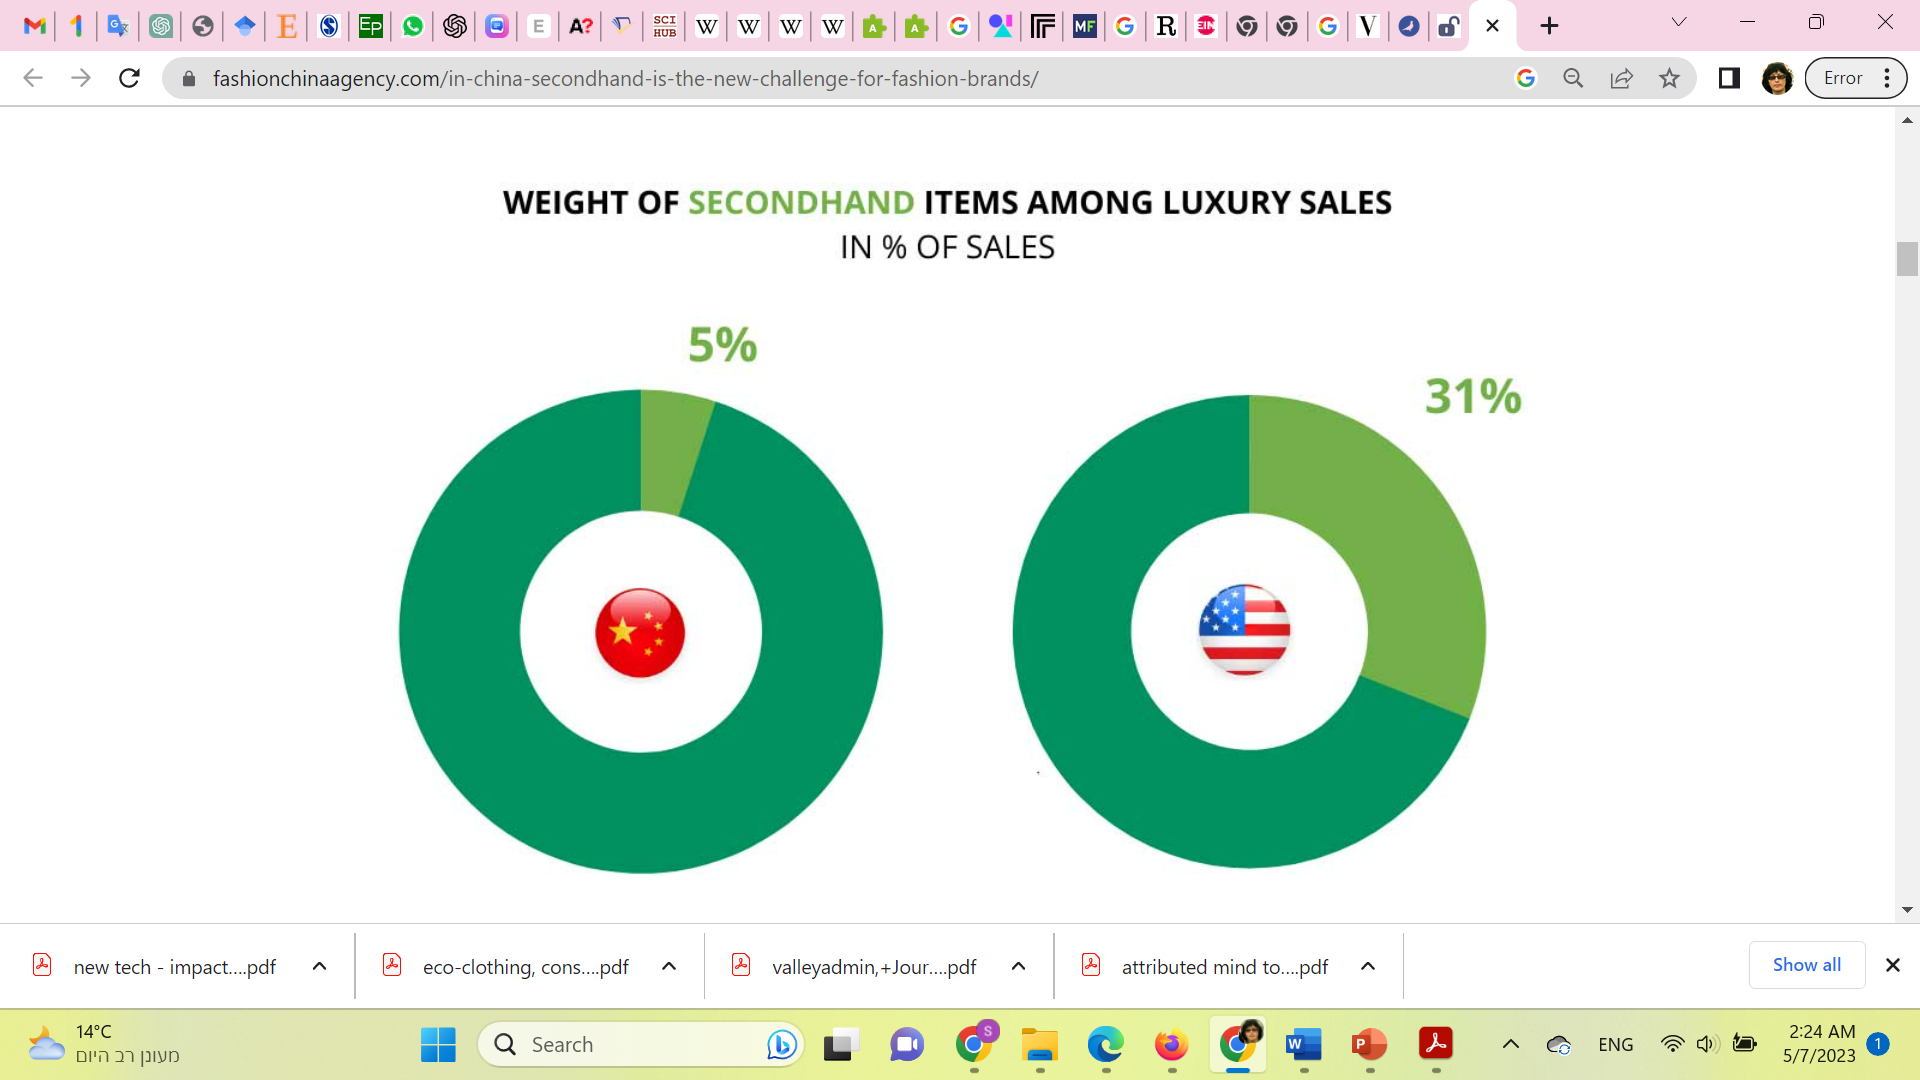 fashionchinaagency.com/in-china-secondhand-is-the-new-challenge-for-fashion-brands/
Error
WEIGHT OF SECONDHAND ITEMS AMONG LUXURY SALES
IN % OF SALES
5%
31%
new tech - impact....pdf
eco-clothing, cons....pdf
valleyadmin,+Jour....pdf
attributed mind to....pdf
Show all
14°C
מעונן רב היום
Search
S
ENG
2:24 AM
5/7/2023
1